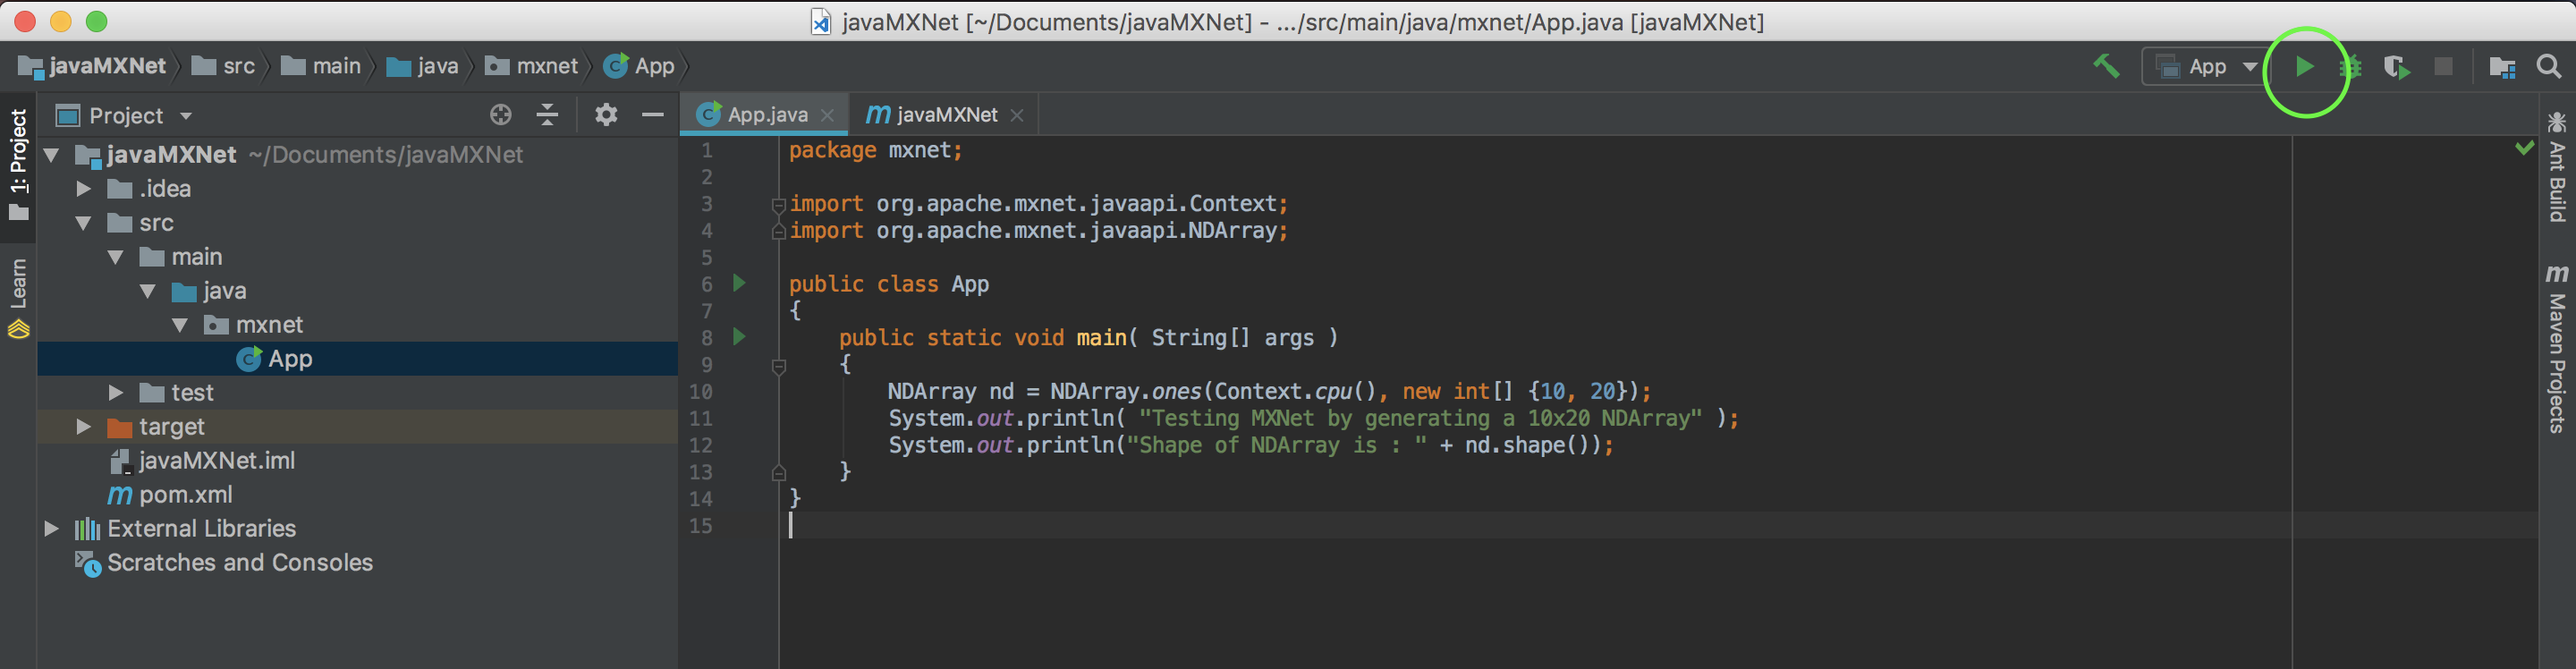 javaMXNet [~/Documents/javaMXNet] - .../src/main/java/mxnet/App.java [javaMXNet]
javaMXNet src main java mxnet App
App
1: Project
Learn
Project
javaMXNet ~/Documents/javaMXNet
.idea
src
main
java
mxnet
App
test
target
javaMXNet.iml
pom.xml
External Libraries
Scratches and Consoles
App.java javaMXNet
1 package mxnet;
2
3 import org.apache.mxnet.javaapi.Context;
4 import org.apache.mxnet.javaapi.NDArray;
5
6 public class App
7 {
8 public static void main( String[] args )
9 {
10 NDArray nd = NDArray.ones(Context.cpu(), new int[] {10, 20});
11 System.out.println( "Testing MXNet by generating a 10x20 NDArray" );
12 System.out.println("Shape of NDArray is : " + nd.shape());
13 }
14 }
15
Ant Build
Maven Projects